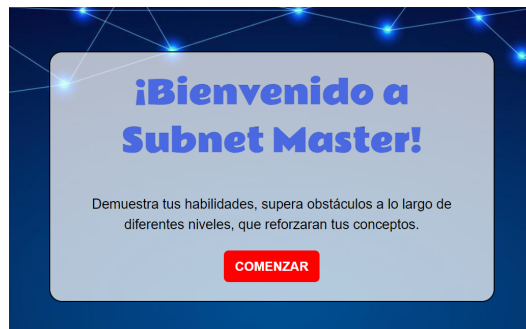 ¡Bienvenido a
Subnet Master!
Demuestra tus habilidades, supera obstáculos a lo largo de
diferentes niveles, que reforzaran tus conceptos.
COMENZAR